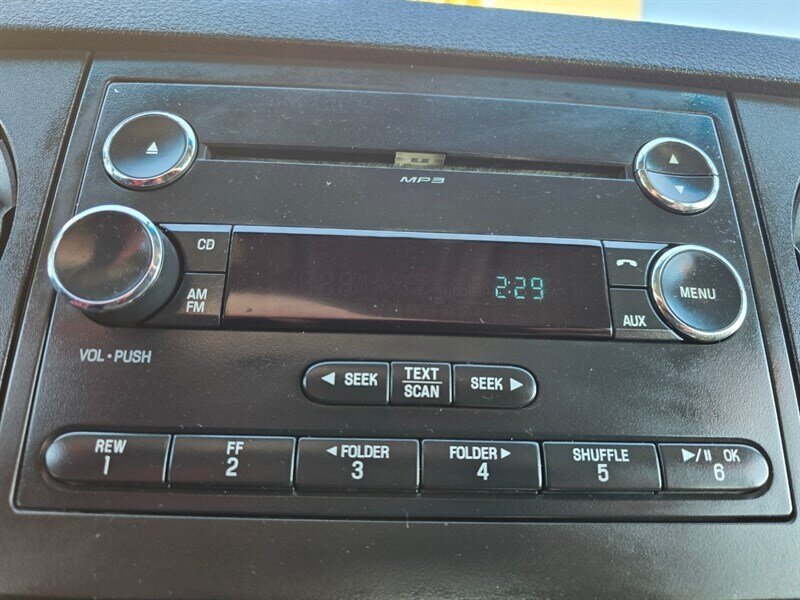 MP3
CD
AM
FM
2:29
MENU
AUX
VOL • PUSH
◀ SEEK
TEXT
SCAN
SEEK ▶
REW
1
FF
2
◀ FOLDER
3
FOLDER ▶
4
SHUFFLE
5
▶/II OK
6